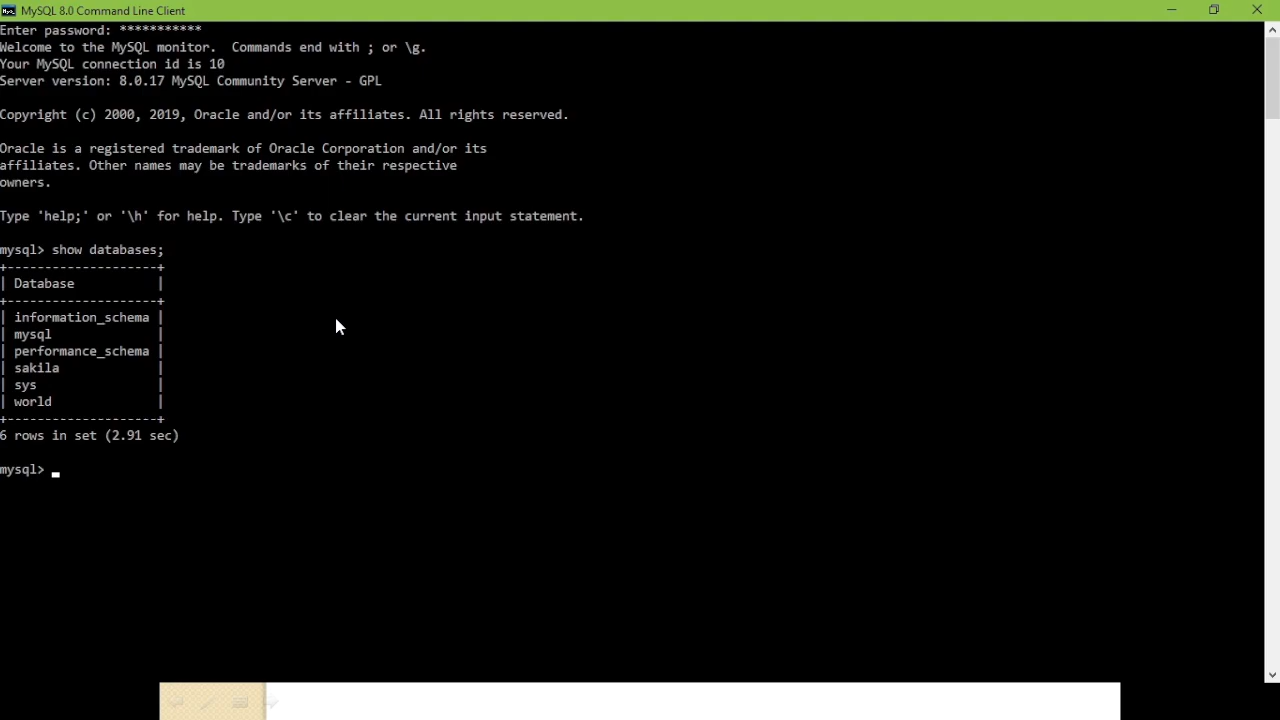 MySQL 8.0 Command Line Client
Enter password: ***********
Welcome to the MySQL monitor.  Commands end with ; or \g.
Your MySQL connection id is 10
Server version: 8.0.17 MySQL Community Server - GPL
Copyright (c) 2000, 2019, Oracle and/or its affiliates. All rights reserved.
Oracle is a registered trademark of Oracle Corporation and/or its
affiliates. Other names may be trademarks of their respective
owners.
Type 'help;' or '\h' for help. Type '\c' to clear the current input statement.
mysql> show databases;
+--------------------+
| Database           |
+--------------------+
| information_schema |
| mysql              |
| performance_schema |
| sakila             |
| sys                |
| world              |
+--------------------+
6 rows in set (2.91 sec)
mysql>